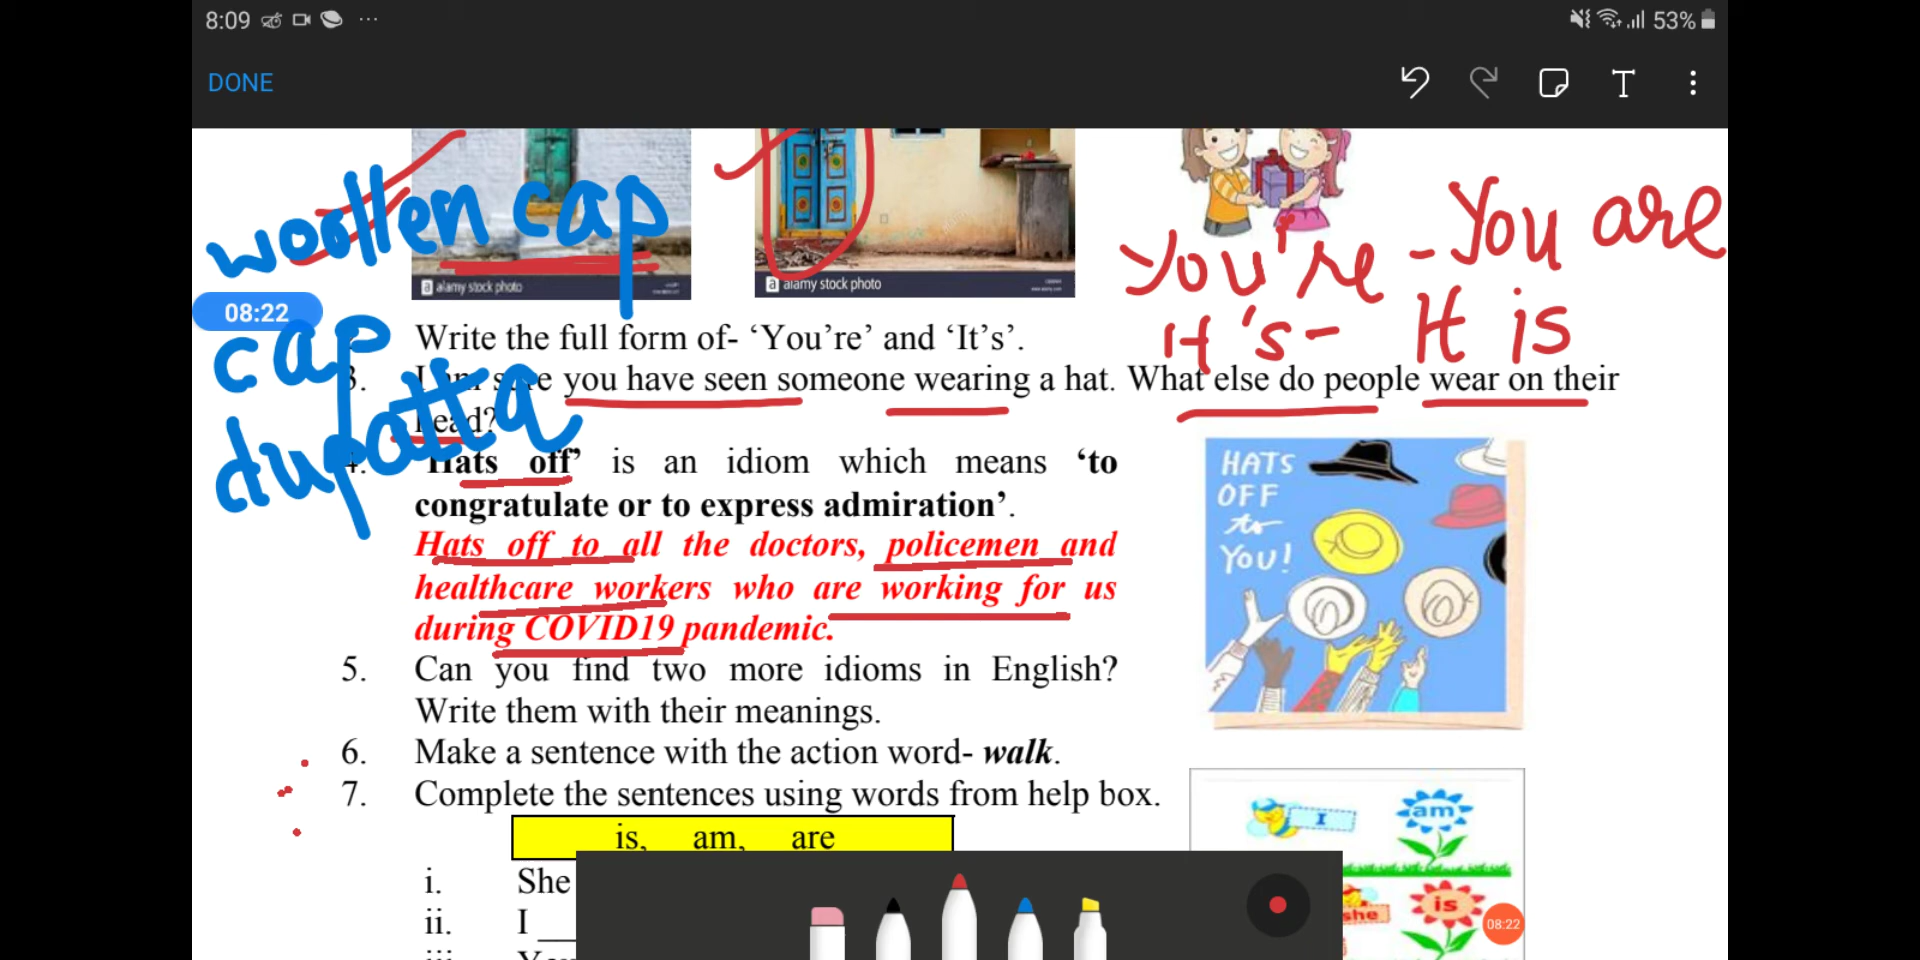 8:09 ... 53%
DONE
woollen cap
a alamy stock photo
a alamy stock photo
You're - You are
08:22
cap
It's - It is
Write the full form of- ‘You’re’ and ‘It’s’.
3. I am sure you have seen someone wearing a hat. What else do people wear on their
head?
dupatta
4. ‘Hats off’ is an idiom which means ‘to
congratulate or to express admiration’.
Hats off to all the doctors, policemen and
healthcare workers who are working for us
during COVID19 pandemic.
HATS
OFF
to
YOU!
5. Can you find two more idioms in English?
Write them with their meanings.
6. Make a sentence with the action word- walk.
7. Complete the sentences using words from help box.
is, am, are
I am
i. She
she is
ii. I __
08:22